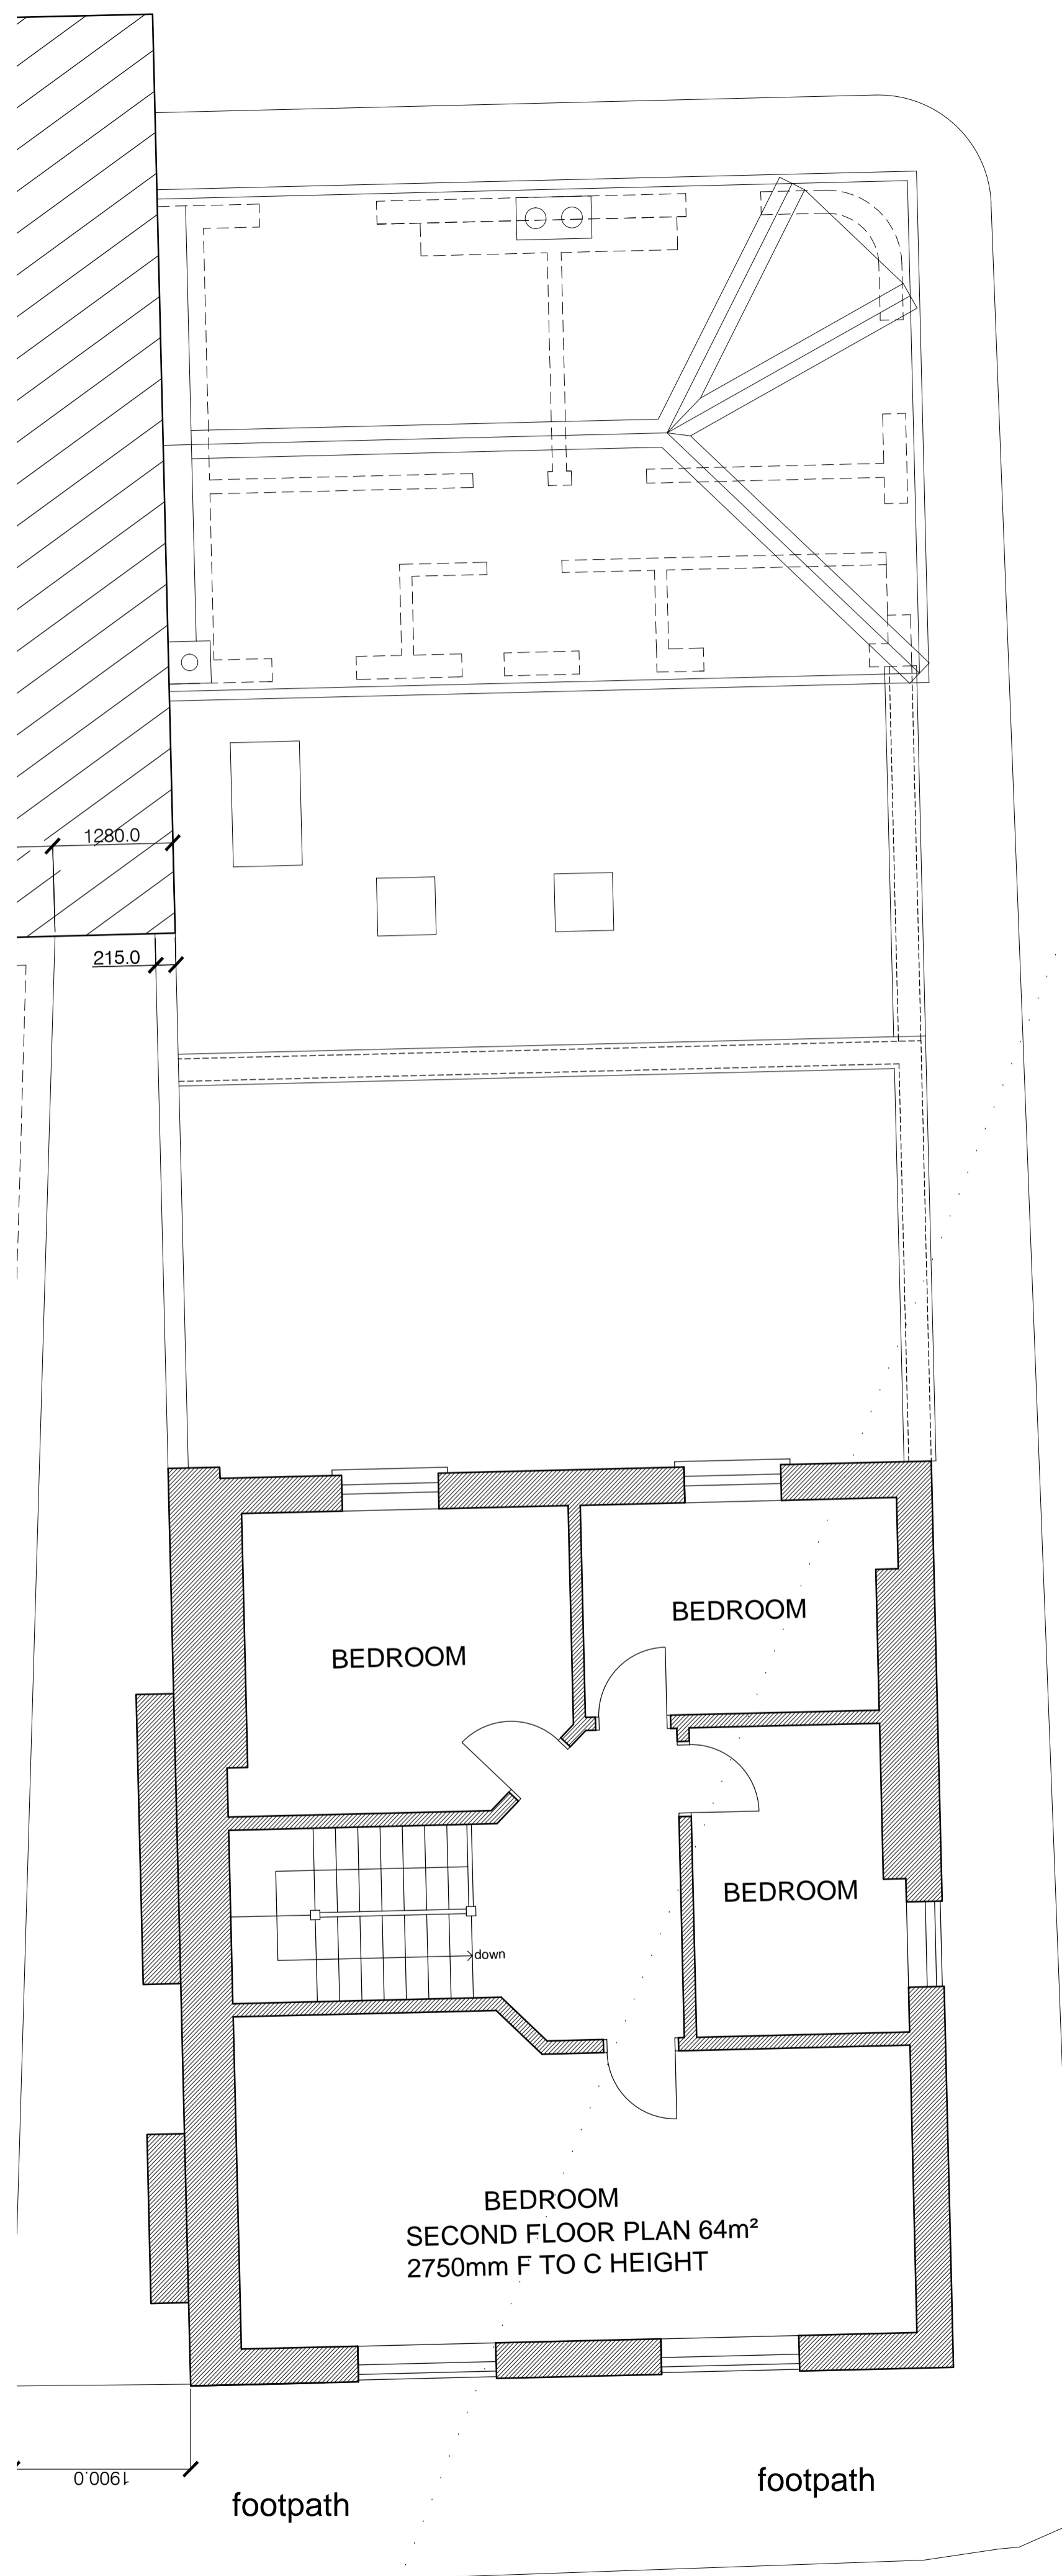 1280.0
215.0
BEDROOM
BEDROOM
BEDROOM
down
BEDROOM
SECOND FLOOR PLAN 64m²
2750mm F TO C HEIGHT
1900.0
footpath
footpath